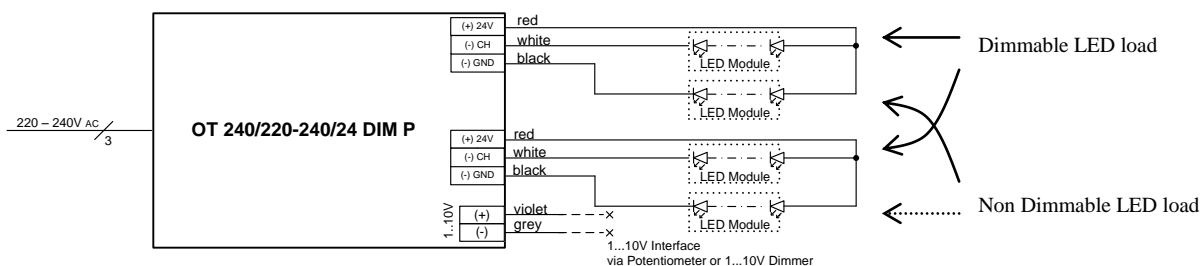 (+) 24V
red
(-) CH
white
(-) GND
black
LED Module
LED Module
Dimmable LED load
220 – 240V AC
3
OT 240/220-240/24 DIM P
(+) 24V
red
(-) CH
white
(-) GND
black
LED Module
LED Module
Non Dimmable LED load
1...10V
(+)
violet
(-)
grey
1...10V Interface
via Potentiometer or 1...10V Dimmer